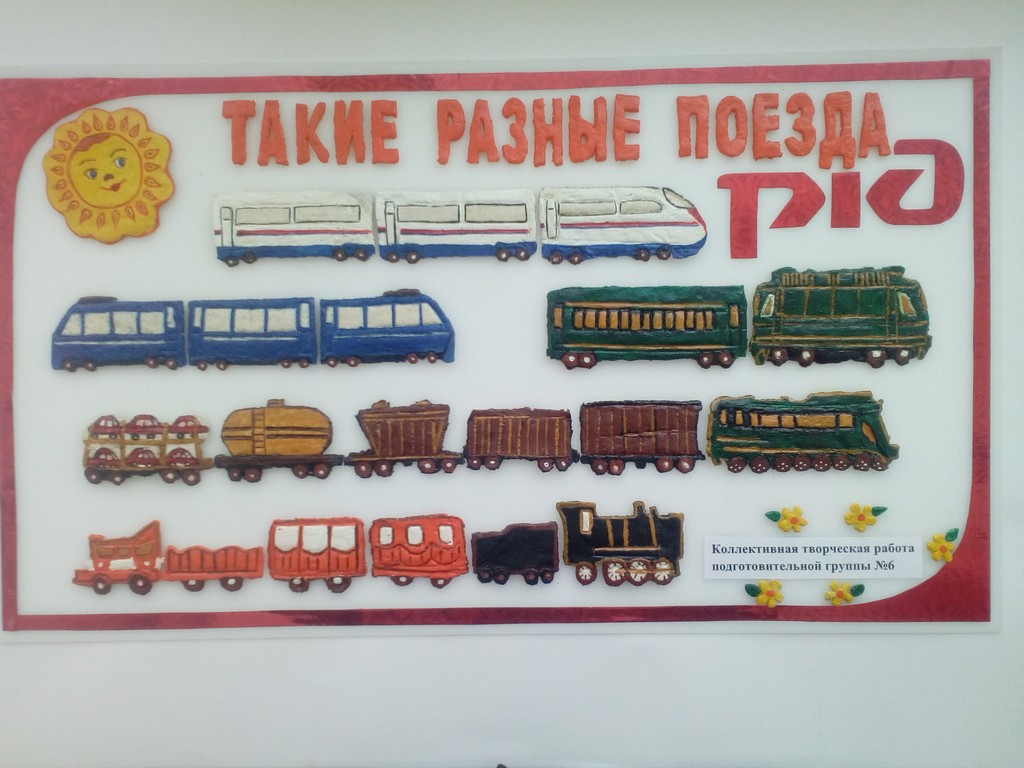 ТАКИЕ РАЗНЫЕ ПОЕЗДА
РЖД
Коллективная творческая работа
подготовительной группы №6